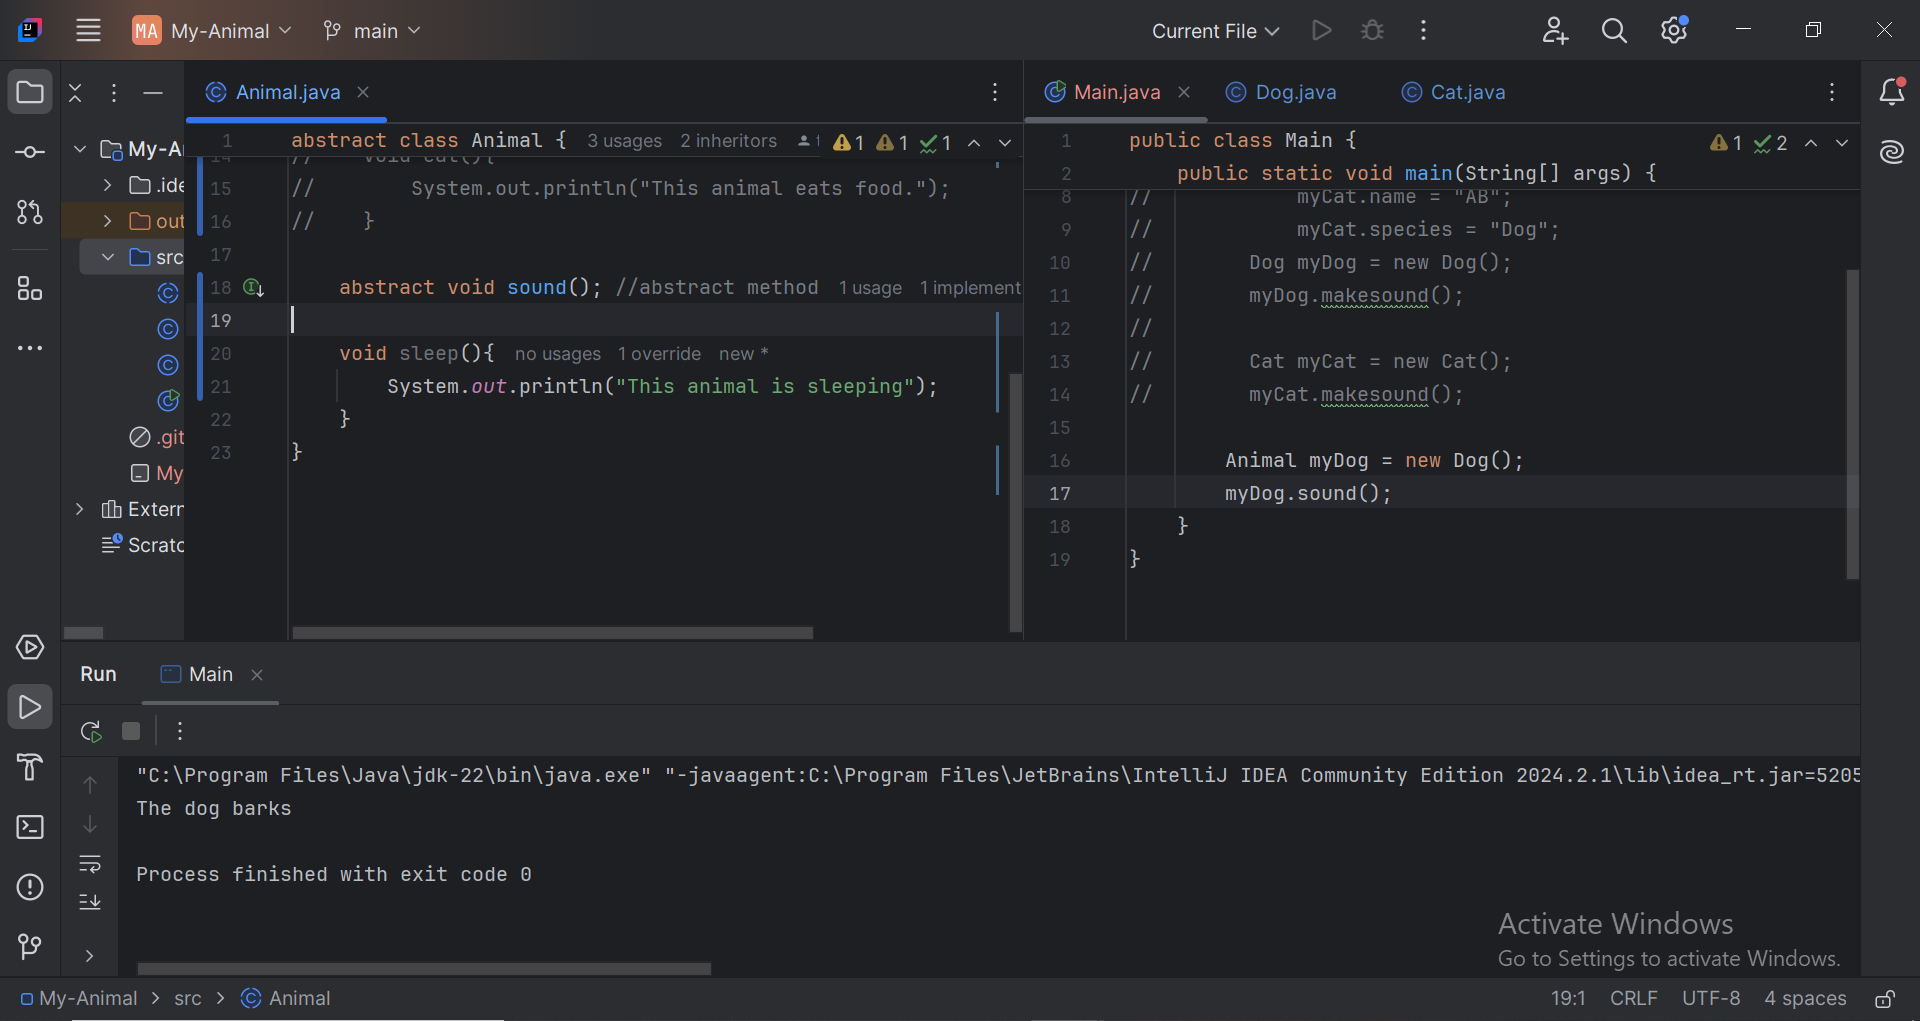 MA My-Animal main Current File
Animal.java
Main.java Dog.java Cat.java
My-A
.ide
out
src
.git
My
Extern
Scratc
1 abstract class Animal { 3 usages 2 inheritors 1 1 1
15 // System.out.println("This animal eats food.");
16 // }
17
18 abstract void sound(); //abstract method 1 usage 1 implement
19
20 void sleep(){ no usages 1 override new *
21 System.out.println("This animal is sleeping");
22 }
23 }
1 public class Main { 1 2
2 public static void main(String[] args) {
8 // myCat.name = "AB";
9 // myCat.species = "Dog";
10 // Dog myDog = new Dog();
11 // myDog.makesound();
12 //
13 // Cat myCat = new Cat();
14 // myCat.makesound();
15
16 Animal myDog = new Dog();
17 myDog.sound();
18 }
19 }
Run Main
"C:\Program Files\Java\jdk-22\bin\java.exe" "-javaagent:C:\Program Files\JetBrains\IntelliJ IDEA Community Edition 2024.2.1\lib\idea_rt.jar=5205
The dog barks
Process finished with exit code 0
Activate Windows
Go to Settings to activate Windows.
My-Animal > src > Animal 19:1 CRLF UTF-8 4 spaces